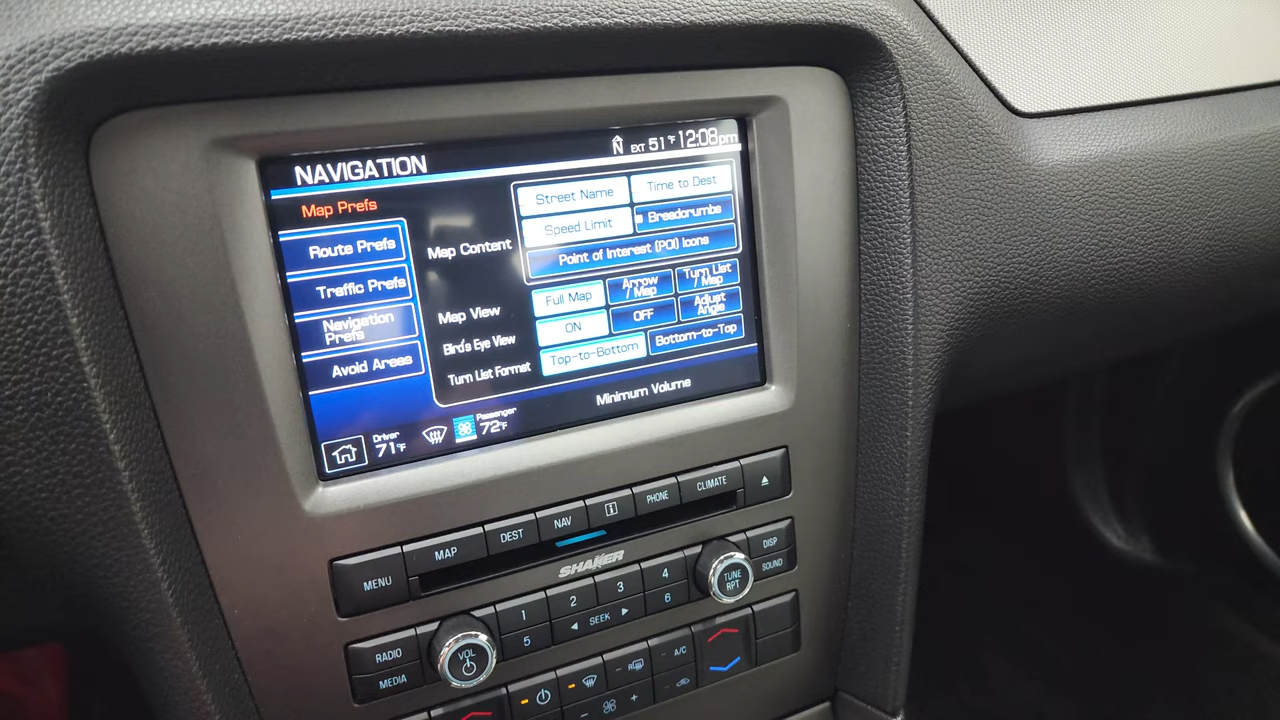 N EXT 51°F 12:08pm
NAVIGATION
Map Prefs
Route Prefs
Traffic Prefs
Navigation
Prefs
Avoid Areas
Map Content
Street Name
Time to Dest
Speed Limit
Breadcrumbs
Point of Interest (POI) Icons
Map View
Full Map
Arrow
/ Map
Turn List
/ Map
Bird's Eye View
ON
OFF
Adjust
Angle
Turn List Format
Top-to-Bottom
Bottom-to-Top
Minimum Volume
Driver
71°F
Passenger
72°F
MENU
MAP
DEST
NAV
i
PHONE
CLIMATE
SHAKER
DISP
SOUND
TUNE
RPT
1 2 3 4
5 SEEK 6
RADIO
MEDIA
VOL
R
A/C